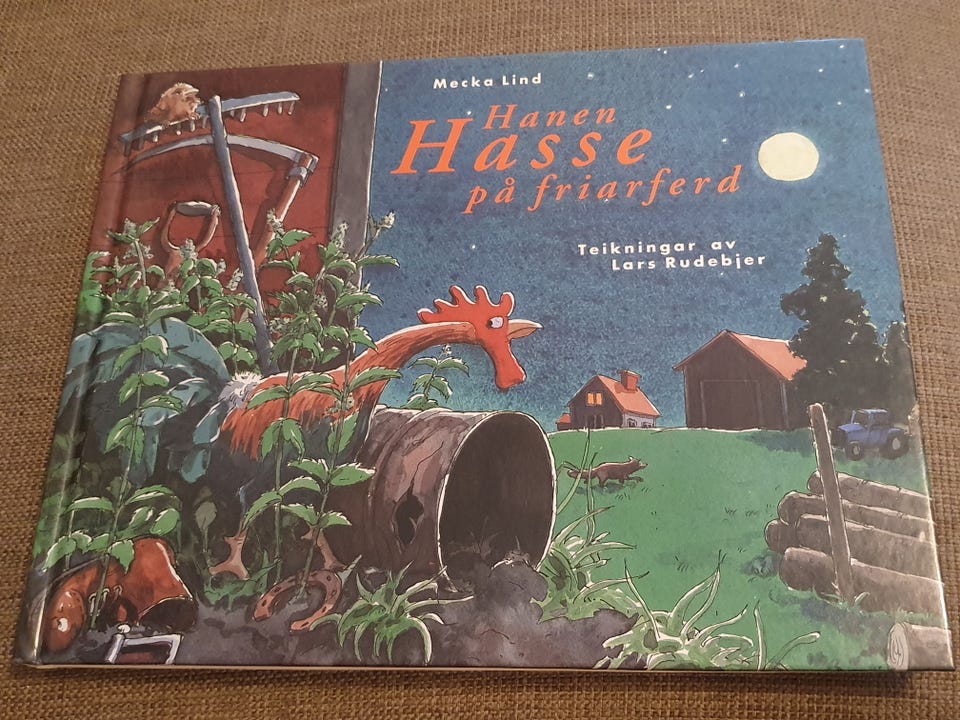 Mecka Lind
Hanen
Hasse
på friarferd
Teikningar av
Lars Rudebjer